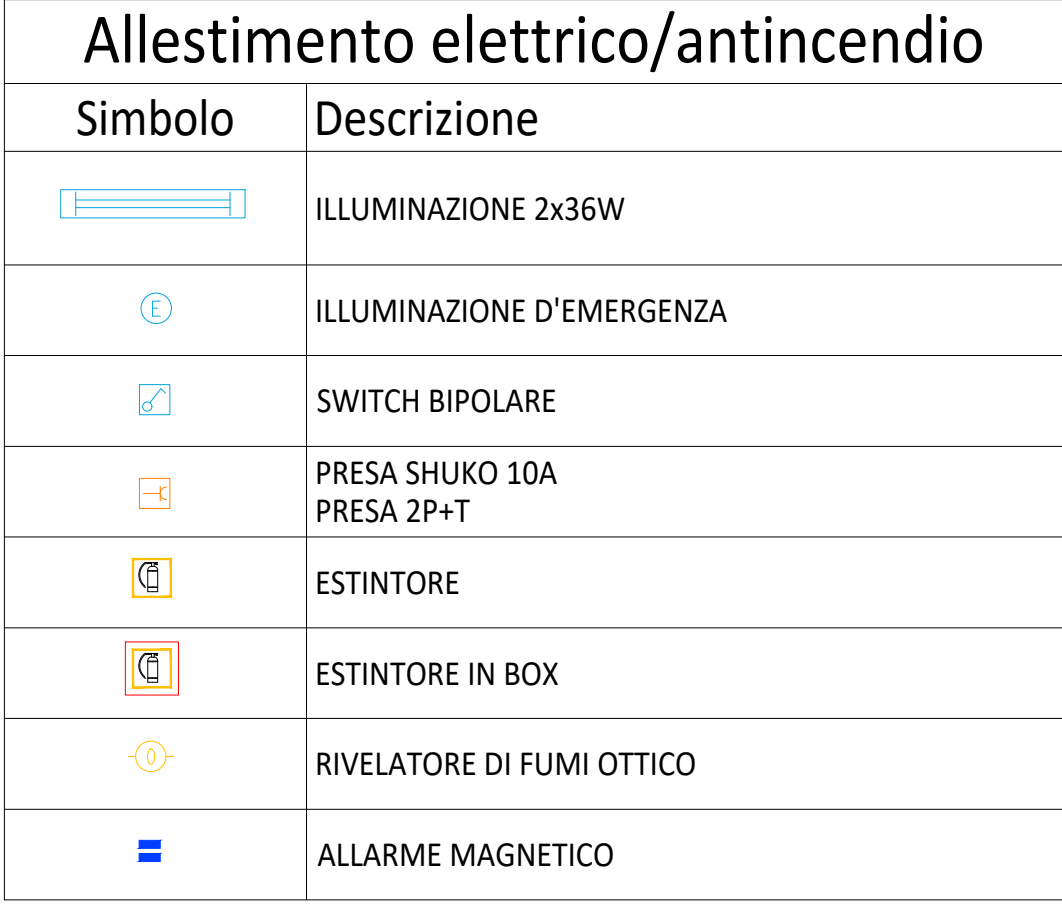 Allestimento elettrico/antincendio
Simbolo Descrizione
ILLUMINAZIONE 2x36W
E ILLUMINAZIONE D'EMERGENZA
SWITCH BIPOLARE
PRESA SHUKO 10A
PRESA 2P+T
ESTINTORE
ESTINTORE IN BOX
0 RIVELATORE DI FUMI OTTICO
ALLARME MAGNETICO